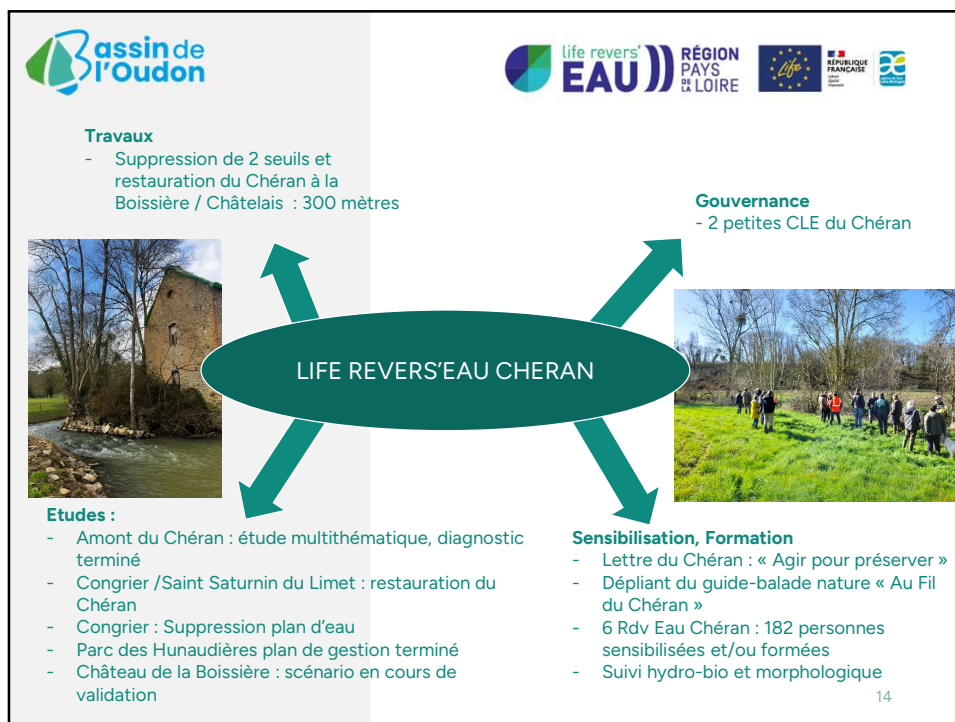 Bassin de
l'Oudon
life revers'
EAU
RÉGION
PAYS
DE LA LOIRE
Life
RÉPUBLIQUE
FRANÇAISE
Liberté
Égalité
Fraternité
Travaux
- Suppression de 2 seuils et
restauration du Chéran à la
Boissière / Châtelais : 300 mètres
Gouvernance
- 2 petites CLE du Chéran
LIFE REVERS'EAU CHERAN
Etudes :
- Amont du Chéran : étude multithématique, diagnostic
terminé
- Congrier /Saint Saturnin du Limet : restauration du
Chéran
- Congrier : Suppression plan d'eau
- Parc des Hunaudières plan de gestion terminé
- Château de la Boissière : scénario en cours de
validation
Sensibilisation, Formation
- Lettre du Chéran : « Agir pour préserver »
- Dépliant du guide-balade nature « Au Fil
du Chéran »
- 6 Rdv Eau Chéran : 182 personnes
sensibilisées et/ou formées
- Suivi hydro-bio et morphologique
14